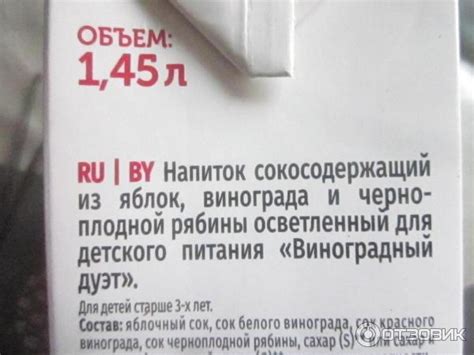 ОБЪЕМ:
1,45 л
RU | BY Напиток сокосодержащий
из яблок, винограда и черно-
плодной рябины осветленный для
детского питания «Виноградный
дуэт».
Для детей старше 3-х лет.
Состав: яблочный сок, сок белого винограда, сок красного
винограда, сок черноплодной рябины, сахар (S)
ОТЗОВИК